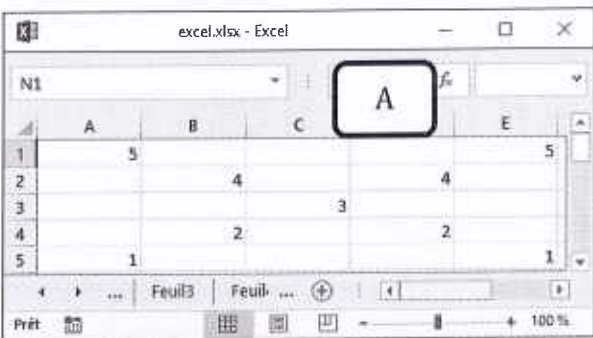 excel.xlsx - Excel
N1 A fx
A B C E
1 5 5
2 4 4
3 3
4 2 2
5 1 1
... Feuil3 Feuil ...
Prêt 100 %